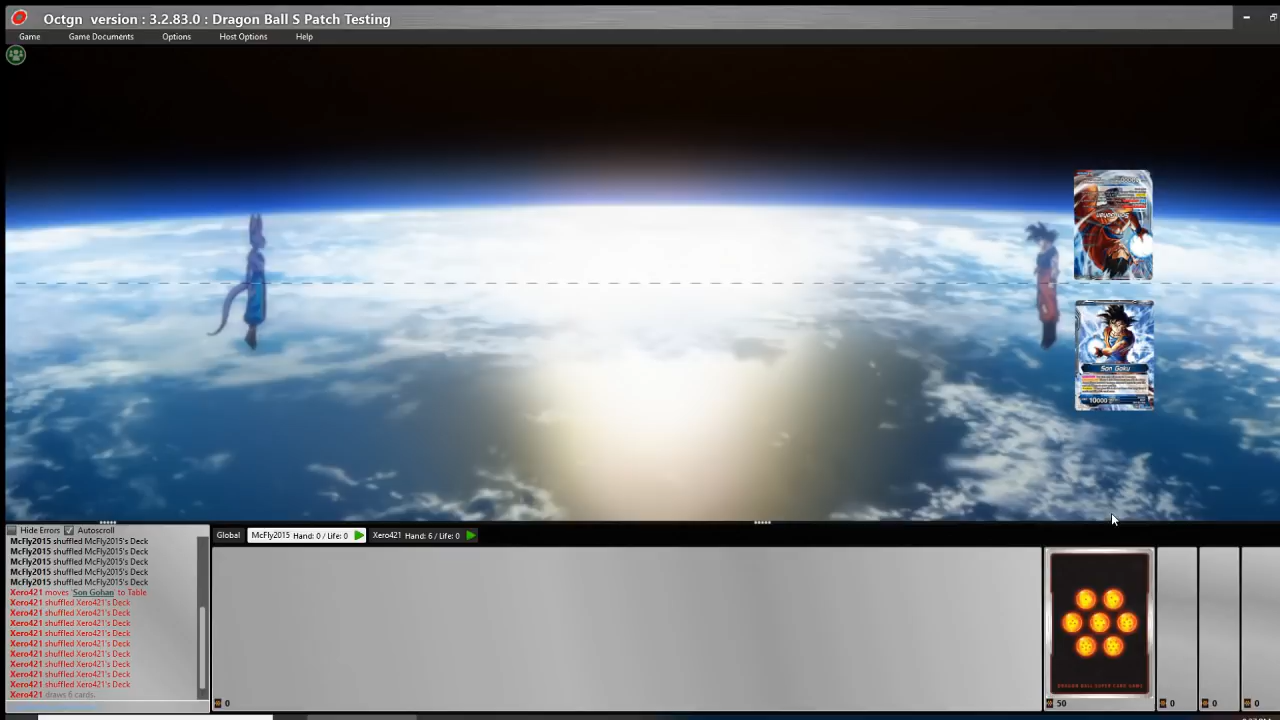 Octgn version : 3.2.83.0 : Dragon Ball S Patch Testing
Game Game Documents Options Host Options Help
Son Goku
10000
Hide Errors Autoscroll
McFly2015 shuffled McFly2015's Deck
McFly2015 shuffled McFly2015's Deck
McFly2015 shuffled McFly2015's Deck
McFly2015 shuffled McFly2015's Deck
McFly2015 shuffled McFly2015's Deck
Xero421 moves 'Son Gohan' to Table
Xero421 shuffled Xero421's Deck
Xero421 shuffled Xero421's Deck
Xero421 shuffled Xero421's Deck
Xero421 shuffled Xero421's Deck
Xero421 shuffled Xero421's Deck
Xero421 shuffled Xero421's Deck
Xero421 shuffled Xero421's Deck
Xero421 shuffled Xero421's Deck
Xero421 shuffled Xero421's Deck
Xero421 draws 6 cards.
Global McFly2015 Hand: 0 / Life: 0 Xero421 Hand: 6 / Life: 0
0
50 0 0 0